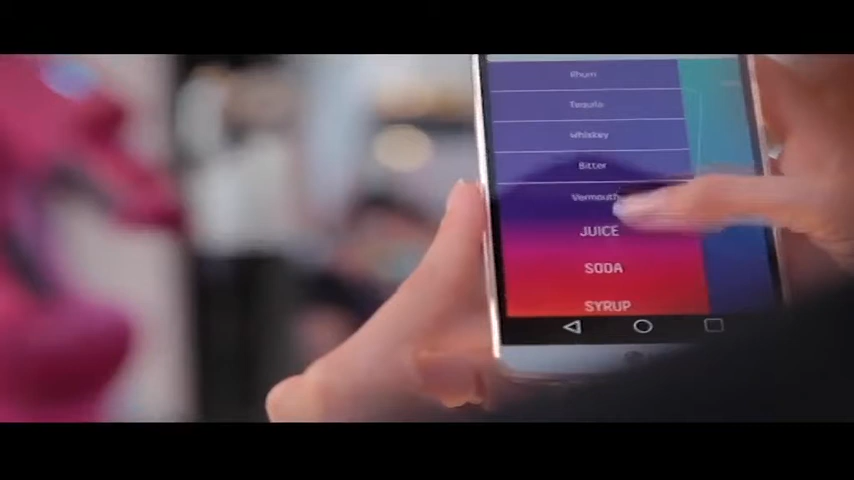 Rhum
Tequila
Whiskey
Bitter
Vermouth
JUICE
SODA
SYRUP